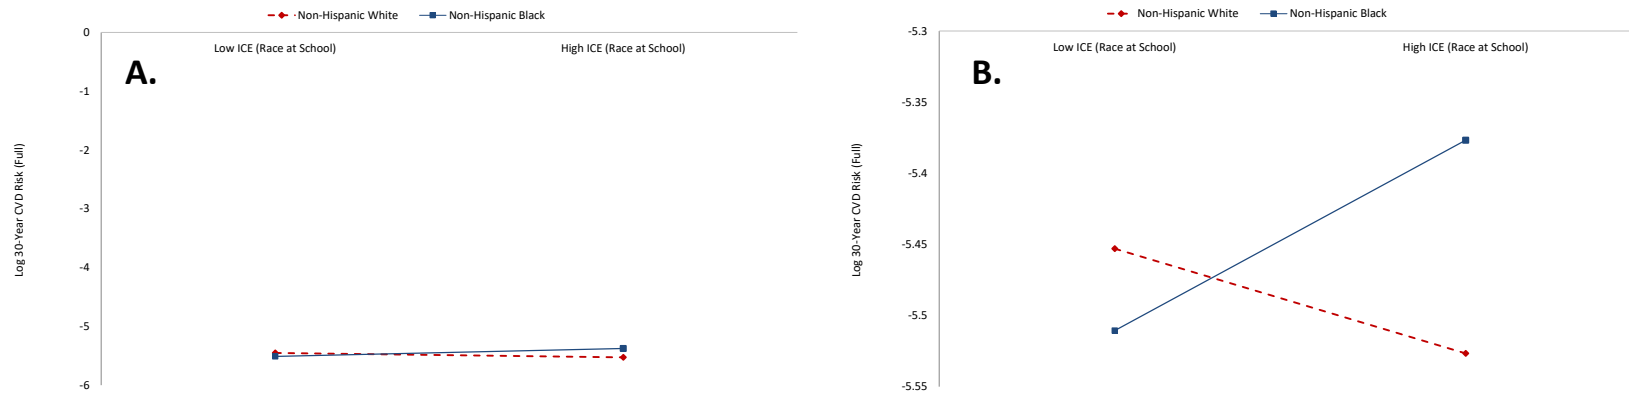 Non-Hispanic White
Non-Hispanic Black
0
Low ICE (Race at School)
High ICE (Race at School)
A.
-1
-2
-3
-4
-5
-6
Log 30-Year CVD Risk (Full)
Non-Hispanic White
Non-Hispanic Black
-5.3
Low ICE (Race at School)
High ICE (Race at School)
B.
-5.35
-5.4
-5.45
-5.5
-5.55
Log 30-Year CVD Risk (Full)